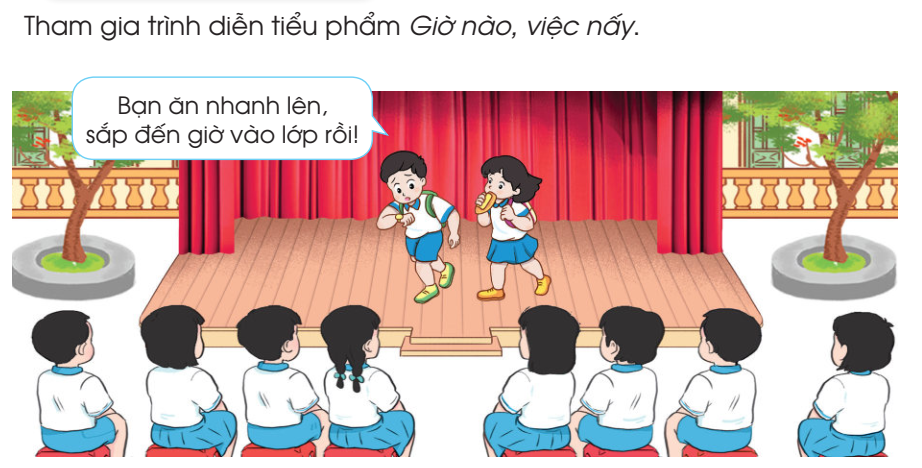 Tham gia trình diễn tiểu phẩm Giờ nào, việc nấy.
Bạn ăn nhanh lên,
sắp đến giờ vào lớp rồi!